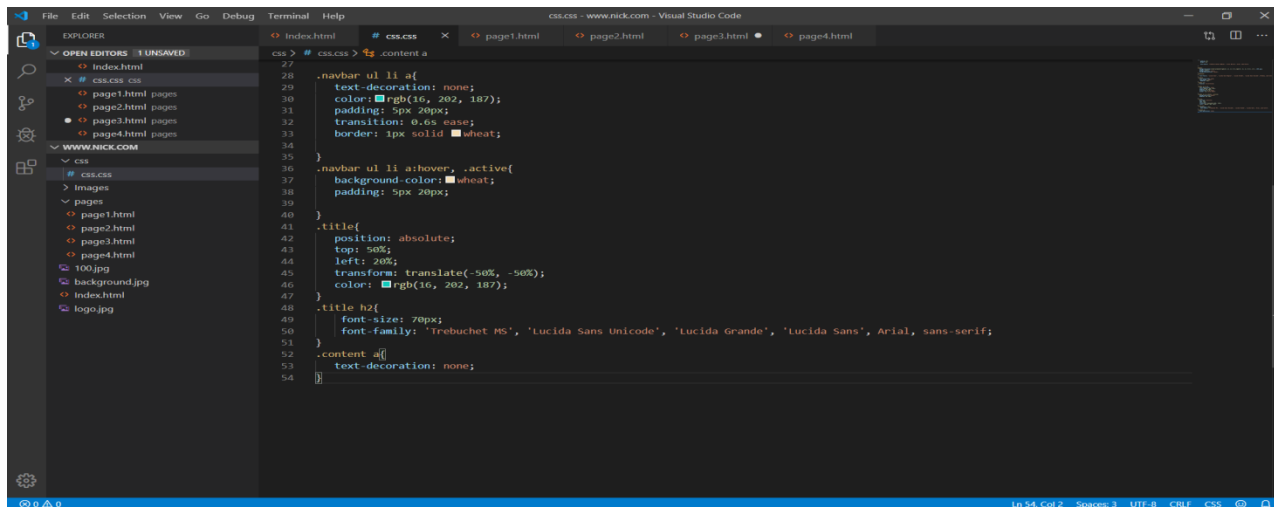 File Edit Selection View Go Debug Terminal Help css.css - www.nick.com - Visual Studio Code
EXPLORER
OPEN EDITORS 1 UNSAVED
Index.html
css.css css
page1.html pages
page2.html pages
page3.html pages
page4.html pages
WWW.NICK.COM
css
# css.css
Images
pages
page1.html
page2.html
page3.html
page4.html
100.jpg
background.jpg
Index.html
logo.jpg
Index.html # css.css page1.html page2.html page3.html page4.html
css > # css.css > .content a
27
28 .navbar ul li a{
29 text-decoration: none;
30 color: rgb(16, 202, 187);
31 padding: 5px 20px;
32 transition: 0.6s ease;
33 border: 1px solid wheat;
34
35 }
36 .navbar ul li a:hover, .active{
37 background-color: wheat;
38 padding: 5px 20px;
39
40 }
41 .title{
42 position: absolute;
43 top: 50%;
44 left: 20%;
45 transform: translate(-50%, -50%);
46 color: rgb(16, 202, 187);
47 }
48 .title h2{
49 font-size: 70px;
50 font-family: 'Trebuchet MS', 'Lucida Sans Unicode', 'Lucida Grande', 'Lucida Sans', Arial, sans-serif;
51 }
52 .content a{
53 text-decoration: none;
54 }
0 0 Ln 54, Col 2 Spaces: 3 UTF-8 CRLF CSS